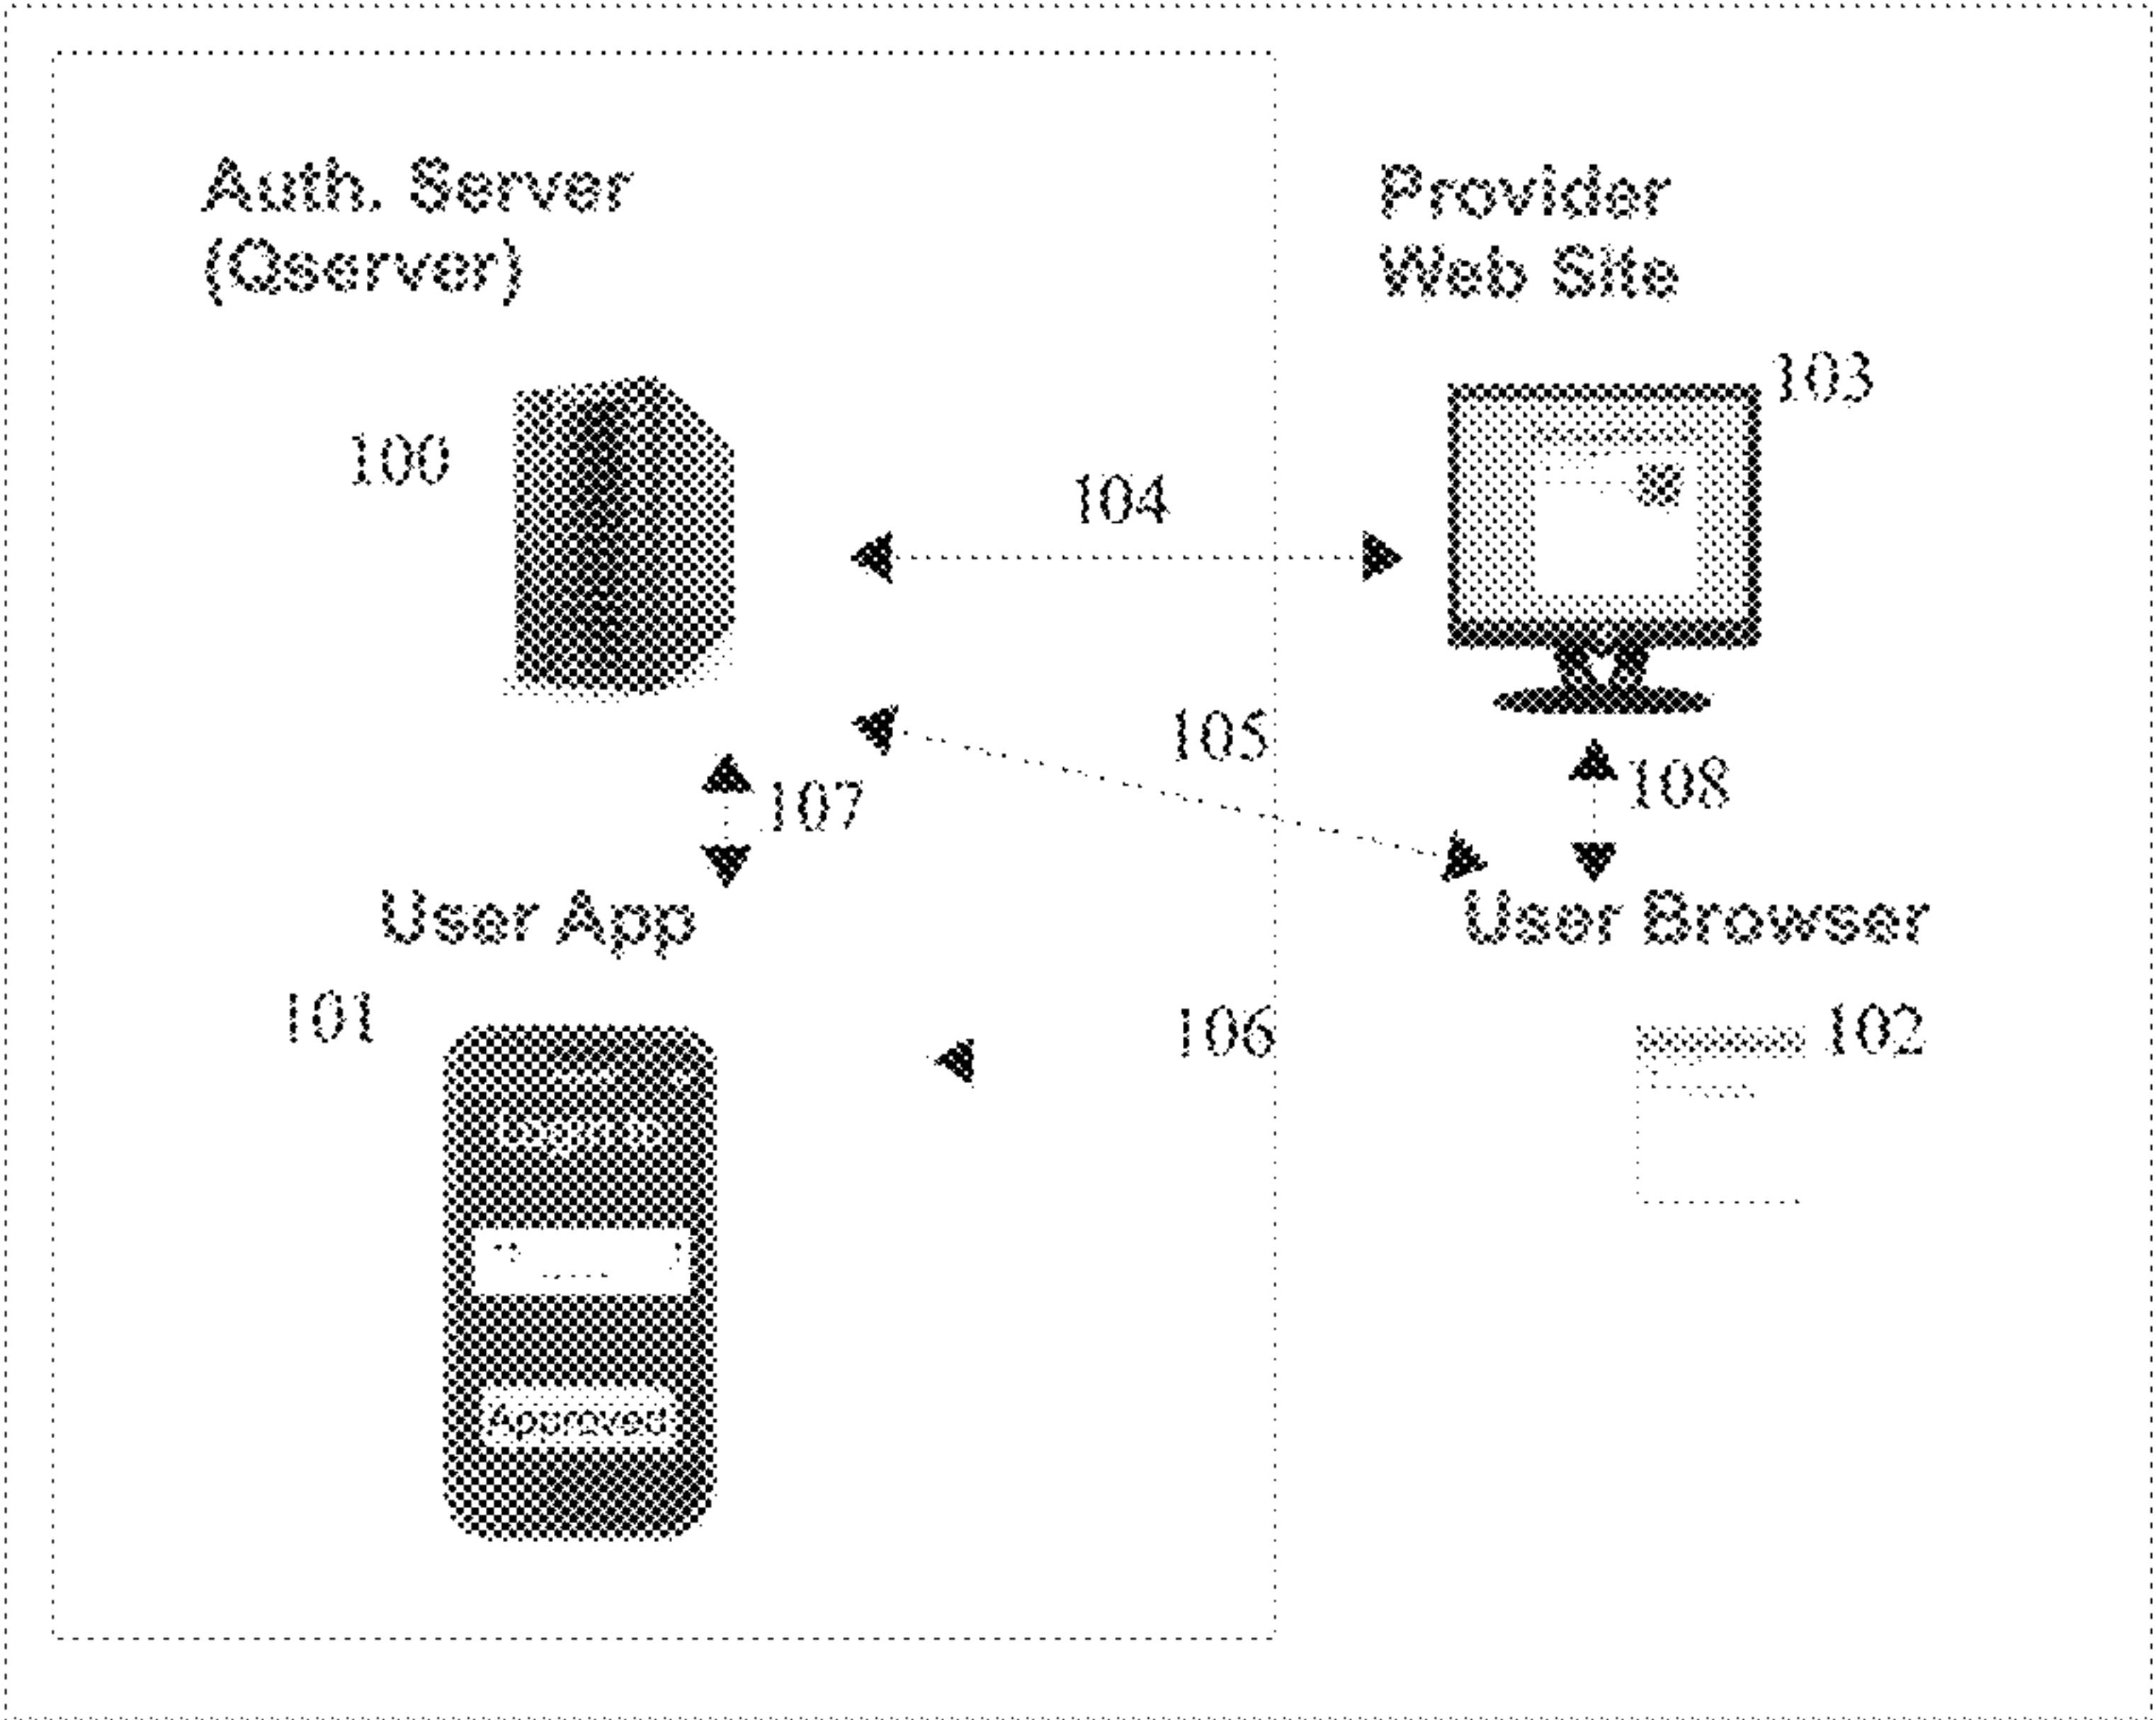 Auth. Server
(Qserver)
Provider
Web Site
103
100
104
105
108
107
User App
User Browser
101
106
102
Approved